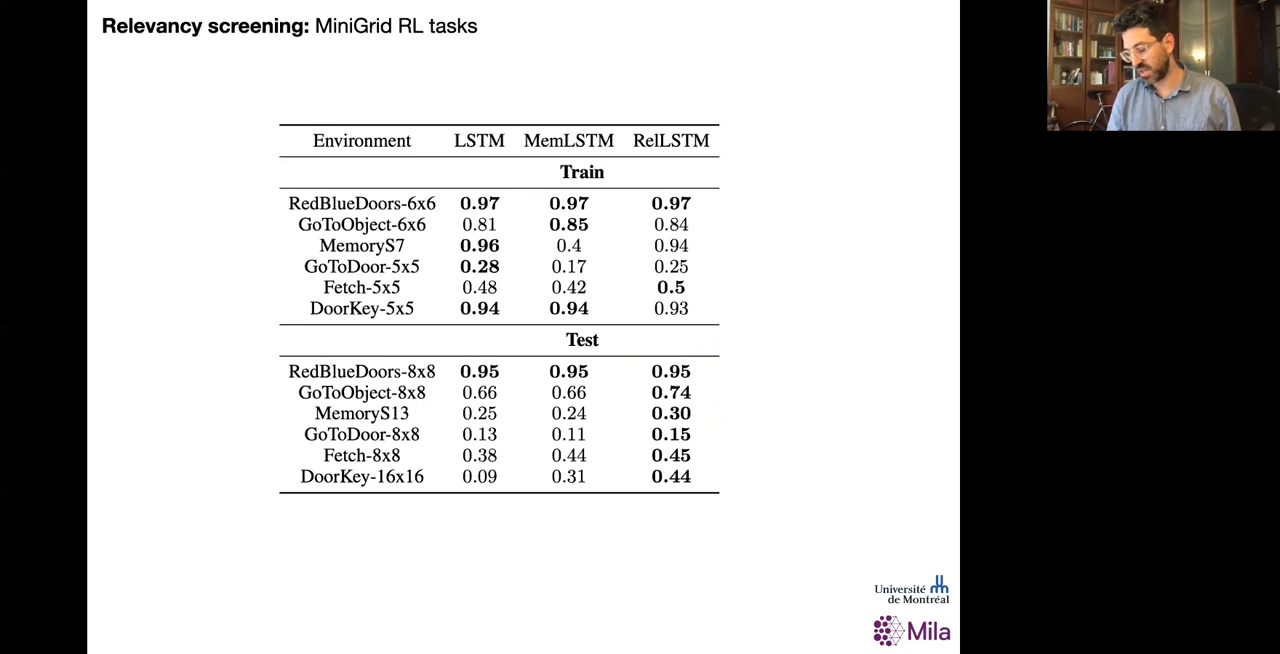 Relevancy screening: MiniGrid RL tasks
Environment LSTM MemLSTM RelLSTM
Train
RedBlueDoors-6x6 0.97 0.97 0.97
GoToObject-6x6 0.81 0.85 0.84
MemoryS7 0.96 0.4 0.94
GoToDoor-5x5 0.28 0.17 0.25
Fetch-5x5 0.48 0.42 0.5
DoorKey-5x5 0.94 0.94 0.93
Test
RedBlueDoors-8x8 0.95 0.95 0.95
GoToObject-8x8 0.66 0.66 0.74
MemoryS13 0.25 0.24 0.30
GoToDoor-8x8 0.13 0.11 0.15
Fetch-8x8 0.38 0.44 0.45
DoorKey-16x16 0.09 0.31 0.44
Université
de Montréal
Mila